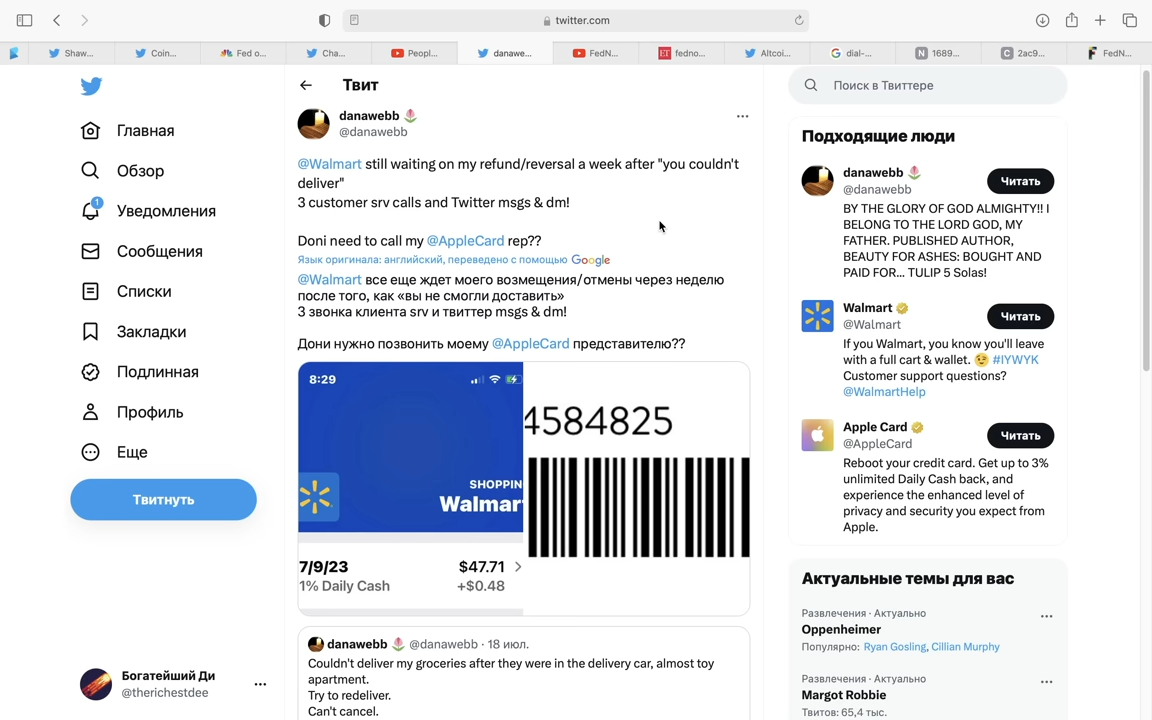 twitter.com
Shaw...
Coin...
Fed o...
Cha...
Peopl...
danawe...
FedN...
ET
fedno...
Altcoi...
G
dial-...
N
1689...
C
2ac9...
FedN...
Твит
Поиск в Твиттере
Главная
Обзор
1
Уведомления
Сообщения
Списки
Закладки
Подлинная
Профиль
Еще
Твитнуть
Богатейший Ди
@therichestdee
danawebb
@danawebb
@Walmart still waiting on my refund/reversal a week after "you couldn't
deliver"
3 customer srv calls and Twitter msgs & dm!
Doni need to call my @AppleCard rep??
Язык оригинала: английский, переведено с помощью Google
@Walmart все еще ждет моего возмещения/отмены через неделю
после того, как «вы не смогли доставить»
3 звонка клиента srv и твиттер msgs & dm!
Дони нужно позвонить моему @AppleCard представителю??
8:29
SHOPPIN
Walmar
7/9/23
$47.71
1% Daily Cash
+$0.48
4584825
danawebb @danawebb · 18 июл.
Couldn't deliver my groceries after they were in the delivery car, almost toy
apartment.
Try to redeliver.
Can't cancel.
Подходящие люди
danawebb
@danawebb
Читать
BY THE GLORY OF GOD ALMIGHTY!! I
BELONG TO THE LORD GOD, MY
FATHER. PUBLISHED AUTHOR,
BEAUTY FOR ASHES: BOUGHT AND
PAID FOR... TULIP 5 Solas!
Walmart
@Walmart
Читать
If you Walmart, you know you'll leave
with a full cart & wallet. 😉 #IYWYK
Customer support questions?
@WalmartHelp
Apple Card
@AppleCard
Читать
Reboot your credit card. Get up to 3%
unlimited Daily Cash back, and
experience the enhanced level of
privacy and security you expect from
Apple.
Актуальные темы для вас
Развлечения · Актуально
Oppenheimer
Популярно: Ryan Gosling, Cillian Murphy
Развлечения · Актуально
Margot Robbie
Твитов: 65,4 тыс.